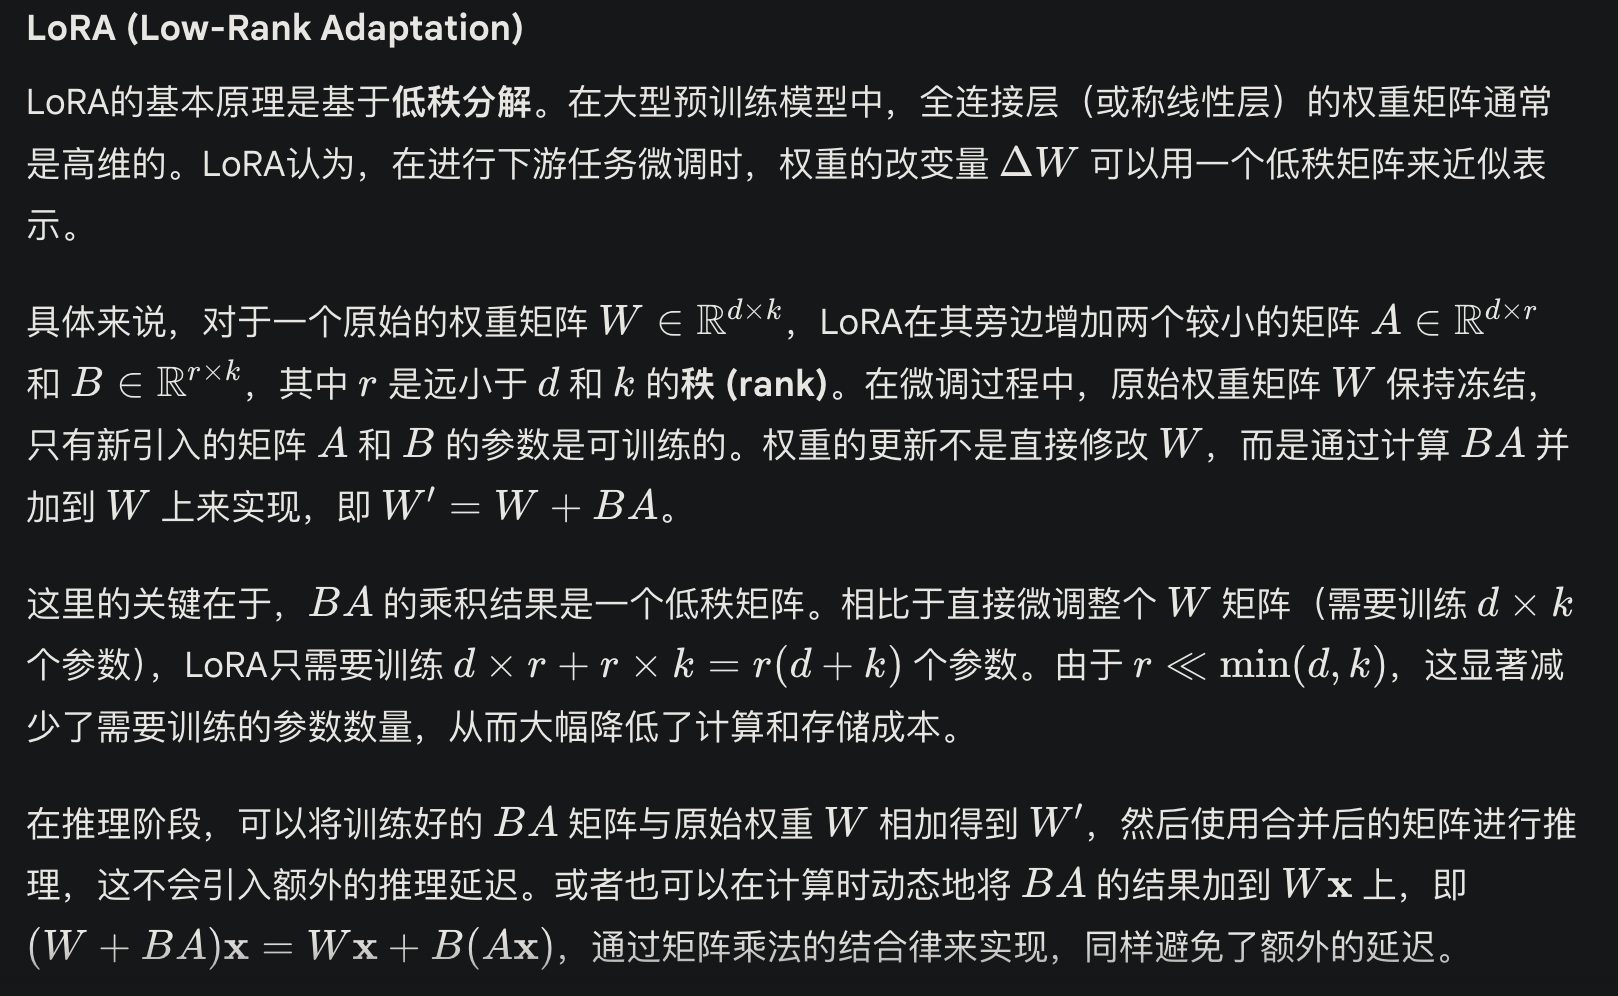 LoRA (Low-Rank Adaptation)
LoRA的基本原理是基于低秩分解。在大型预训练模型中，全连接层（或称线性层）的权重矩阵通常
是高维的。LoRA认为，在进行下游任务微调时，权重的改变量 ΔW 可以用一个低秩矩阵来近似表
示。
具体来说，对于一个原始的权重矩阵 W ∈ ℝ^{d×k}，LoRA在其旁边增加两个较小的矩阵 A ∈ ℝ^{d×r}
和 B ∈ ℝ^{r×k}，其中 r 是远小于 d 和 k 的秩 (rank)。在微调过程中，原始权重矩阵 W 保持冻结，
只有新引入的矩阵 A 和 B 的参数是可训练的。权重的更新不是直接修改 W，而是通过计算 BA 并
加到 W 上来实现，即 W′ = W + BA。
这里的关键在于，BA 的乘积结果是一个低秩矩阵。相比于直接微调整个 W 矩阵（需要训练 d × k
个参数），LoRA只需要训练 d × r + r × k = r(d + k) 个参数。由于 r ≪ min(d, k)，这显著减
少了需要训练的参数数量，从而大幅降低了计算和存储成本。
在推理阶段，可以将训练好的 BA 矩阵与原始权重 W 相加得到 W′，然后使用合并后的矩阵进行推
理，这不会引入额外的推理延迟。或者也可以在计算时动态地将 BA 的结果加到 Wx 上，即
(W + BA)x = Wx + B(Ax)，通过矩阵乘法的结合律来实现，同样避免了额外的延迟。